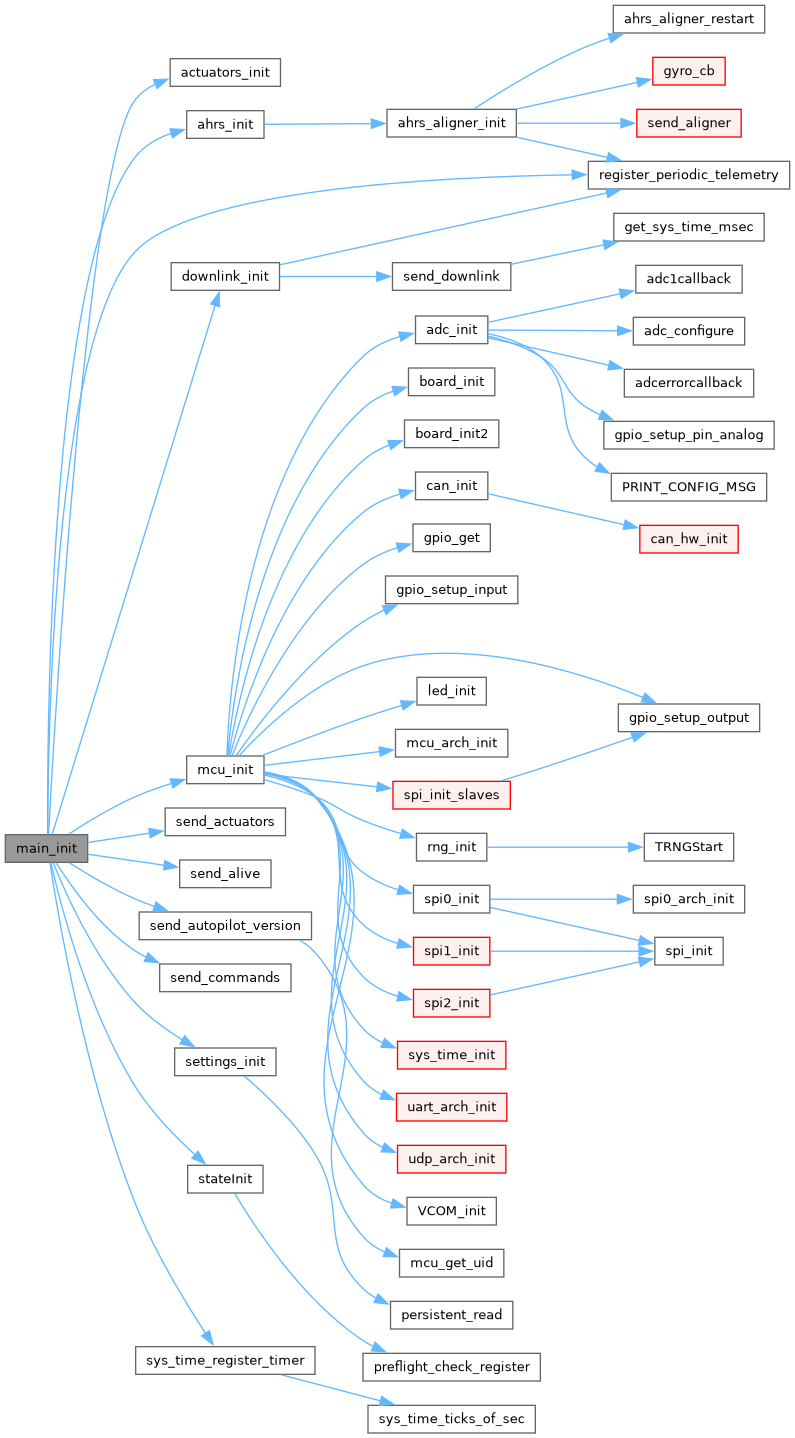 main_init
actuators_init
ahrs_init
register_periodic_telemetry
downlink_init
mcu_init
send_actuators
send_alive
send_autopilot_version
send_commands
settings_init
stateInit
sys_time_register_timer
ahrs_aligner_init
send_downlink
adc_init
board_init
board_init2
can_init
gpio_get
gpio_setup_input
led_init
mcu_arch_init
spi_init_slaves
rng_init
spi0_init
spi1_init
spi2_init
sys_time_init
uart_arch_init
udp_arch_init
VCOM_init
mcu_get_uid
persistent_read
preflight_check_register
sys_time_ticks_of_sec
ahrs_aligner_restart
gyro_cb
send_aligner
get_sys_time_msec
adc1callback
adc_configure
adcerrorcallback
gpio_setup_pin_analog
PRINT_CONFIG_MSG
can_hw_init
gpio_setup_output
TRNGStart
spi0_arch_init
spi_init